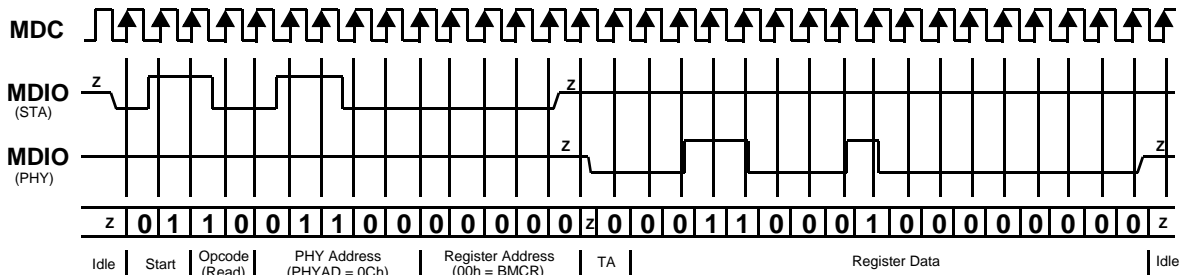 MDC
z z
MDIO
(STA)
z z
MDIO
(PHY)
z 0 1 1 0 0 1 1 0 0 0 0 0 0 0 z 0 0 0 1 1 0 0 0 1 0 0 0 0 0 0 0 0 z
Idle Start Opcode (Read) PHY Address (PHYAD = 0Ch) Register Address (00h = BMCR) TA Register Data Idle